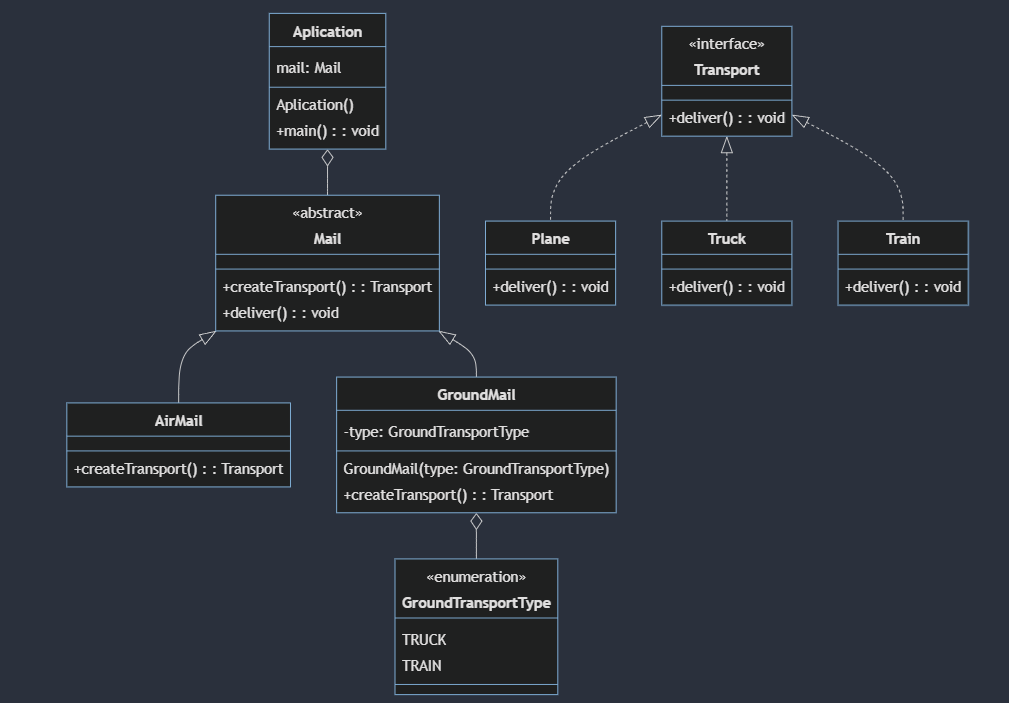 Aplication
mail: Mail
Aplication()
+main() : : void
«interface»
Transport
+deliver() : : void
«abstract»
Mail
+createTransport() : : Transport
+deliver() : : void
Plane
+deliver() : : void
Truck
+deliver() : : void
Train
+deliver() : : void
AirMail
+createTransport() : : Transport
GroundMail
-type: GroundTransportType
GroundMail(type: GroundTransportType)
+createTransport() : : Transport
«enumeration»
GroundTransportType
TRUCK
TRAIN